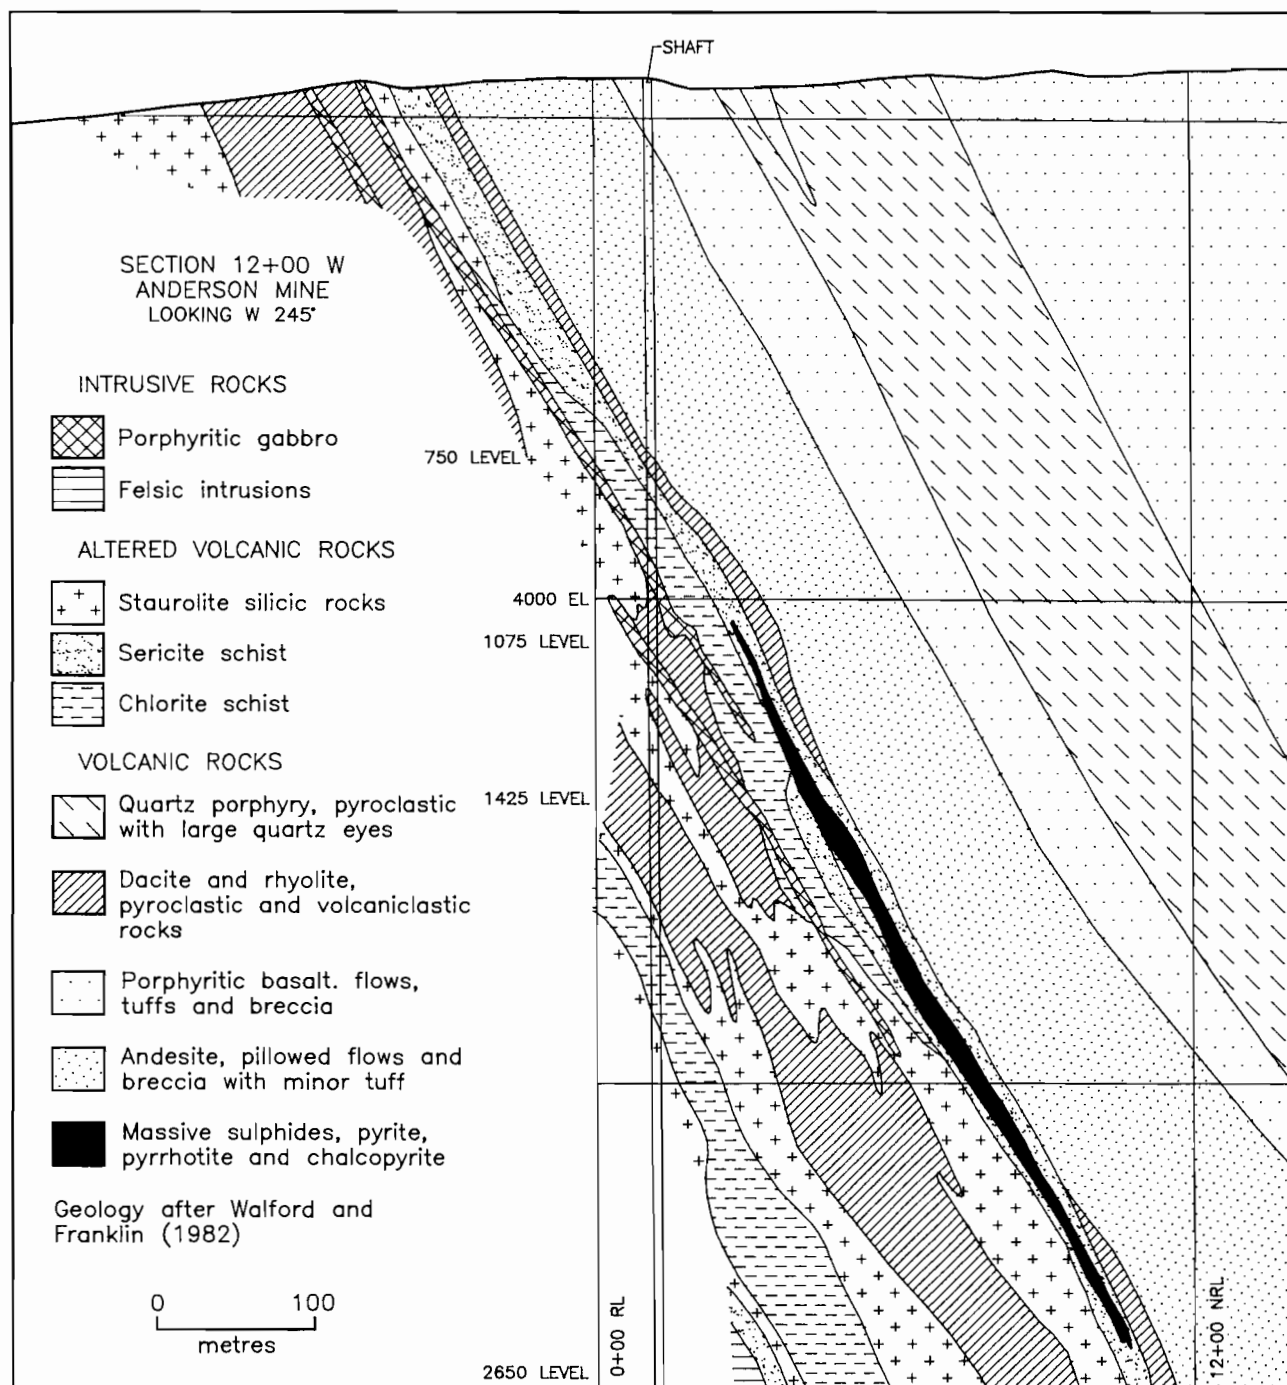 SHAFT
SECTION 12+00 W
ANDERSON MINE
LOOKING W 245°
INTRUSIVE ROCKS
Porphyritic gabbro
Felsic intrusions
ALTERED VOLCANIC ROCKS
Staurolite silicic rocks
Sericite schist
Chlorite schist
VOLCANIC ROCKS
Quartz porphyry, pyroclastic
with large quartz eyes
Dacite and rhyolite,
pyroclastic and volcaniclastic
rocks
Porphyritic basalt. flows,
tuffs and breccia
Andesite, pillowed flows and
breccia with minor tuff
Massive sulphides, pyrite,
pyrrhotite and chalcopyrite
Geology after Walford and
Franklin (1982)
0 100
metres
750 LEVEL
4000 EL
1075 LEVEL
1425 LEVEL
2650 LEVEL
0+00 RL
12+00 NRL